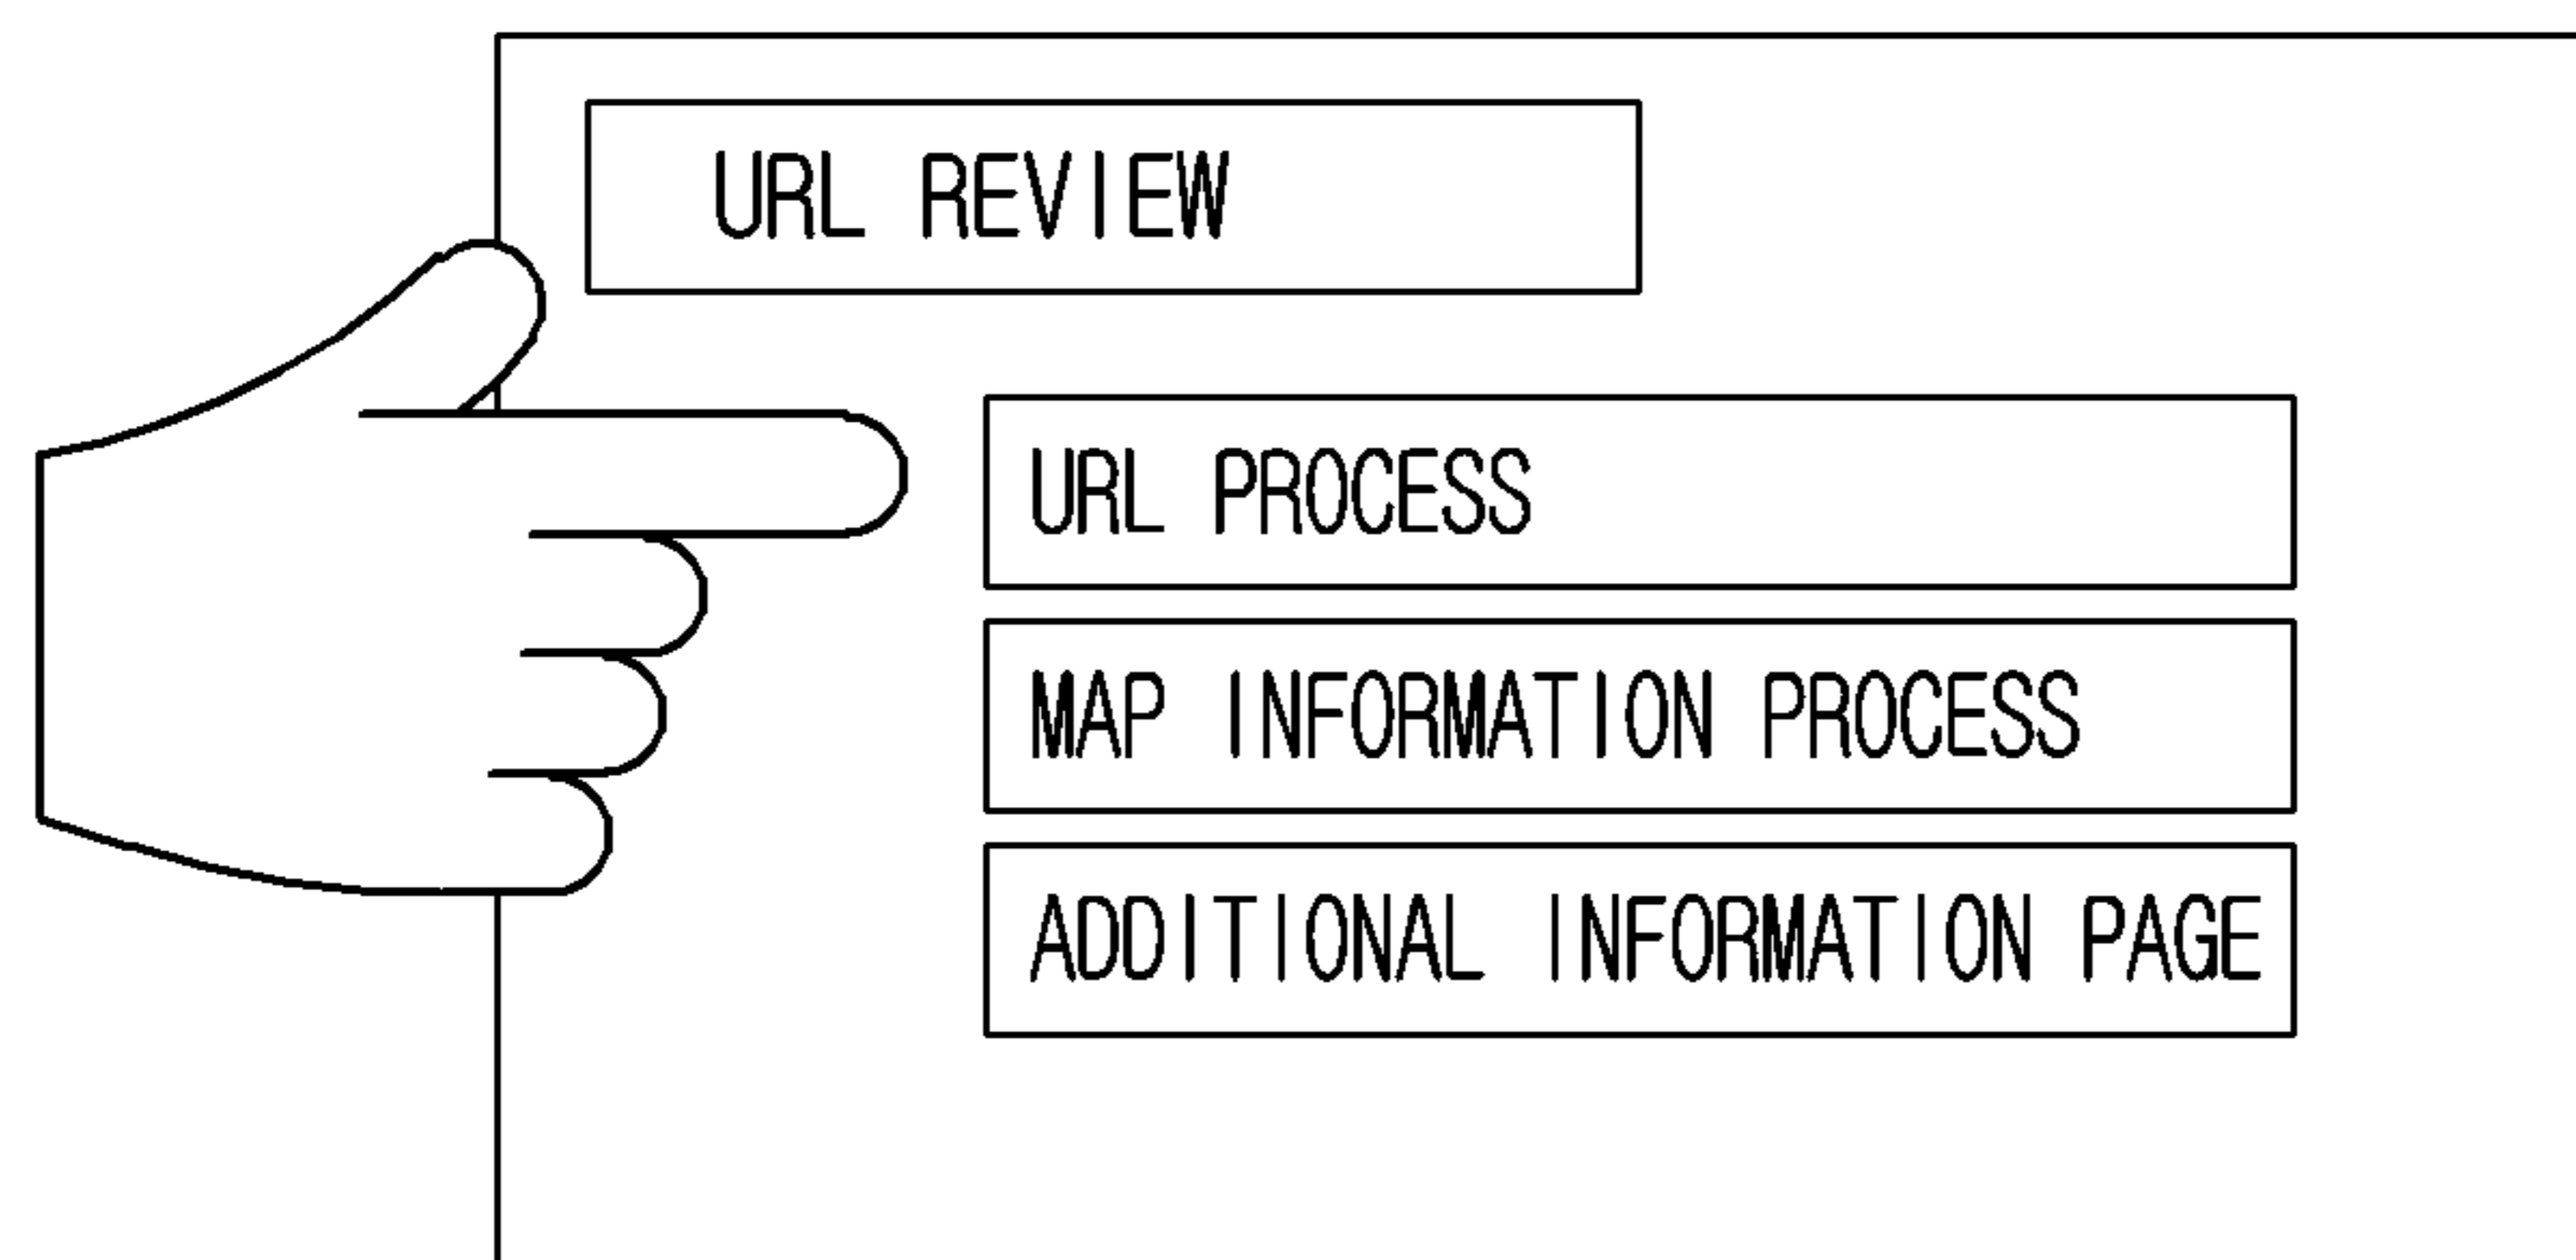 URL REVIEW
URL PROCESS
MAP INFORMATION PROCESS
ADDITIONAL INFORMATION PAGE